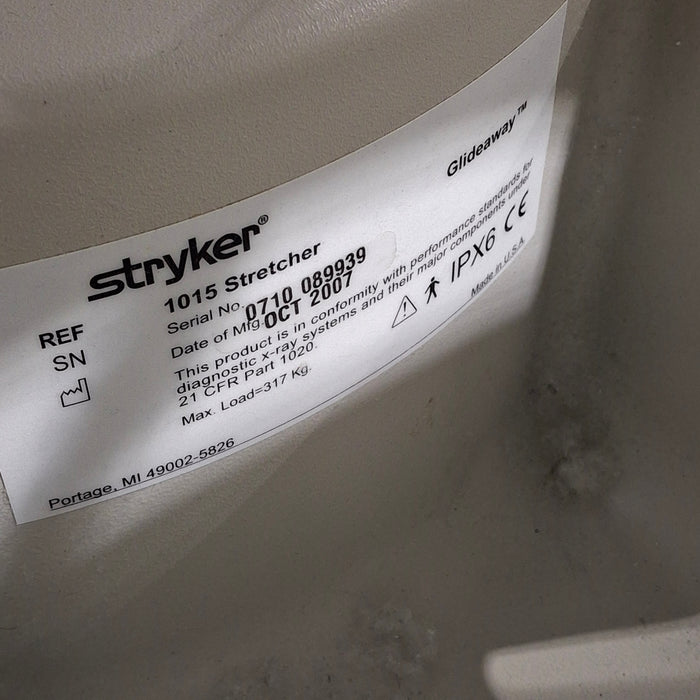 Glideaway™
stryker®
REF 1015 Stretcher
SN Serial No. 0710 089939
Date of Mfg. OCT 2007
This product is in conformity with performance standards for
diagnostic x-ray systems and their major components under
21 CFR Part 1020.
Max. Load=317 Kg.
IPX6 CE
Made in U.S.A.
Portage, MI 49002-5826